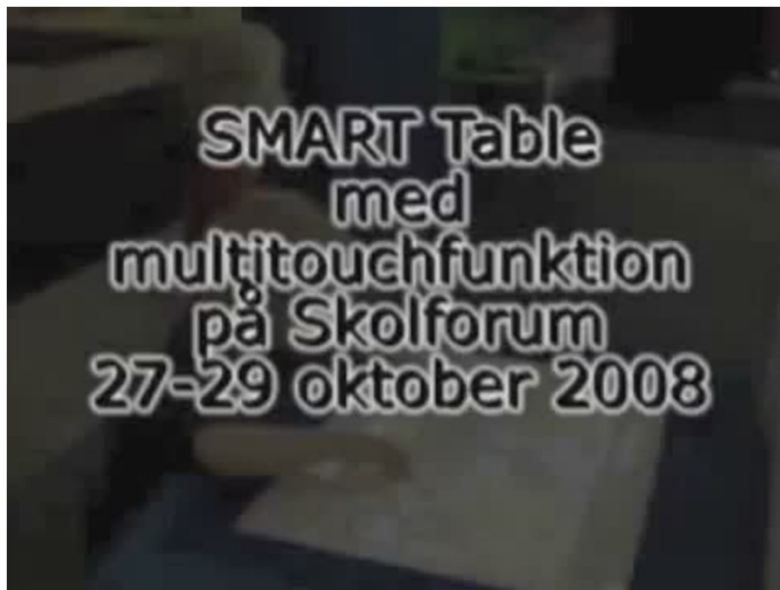 SMART Table
med
multitouchfunktion
på Skolforum
27-29 oktober 2008